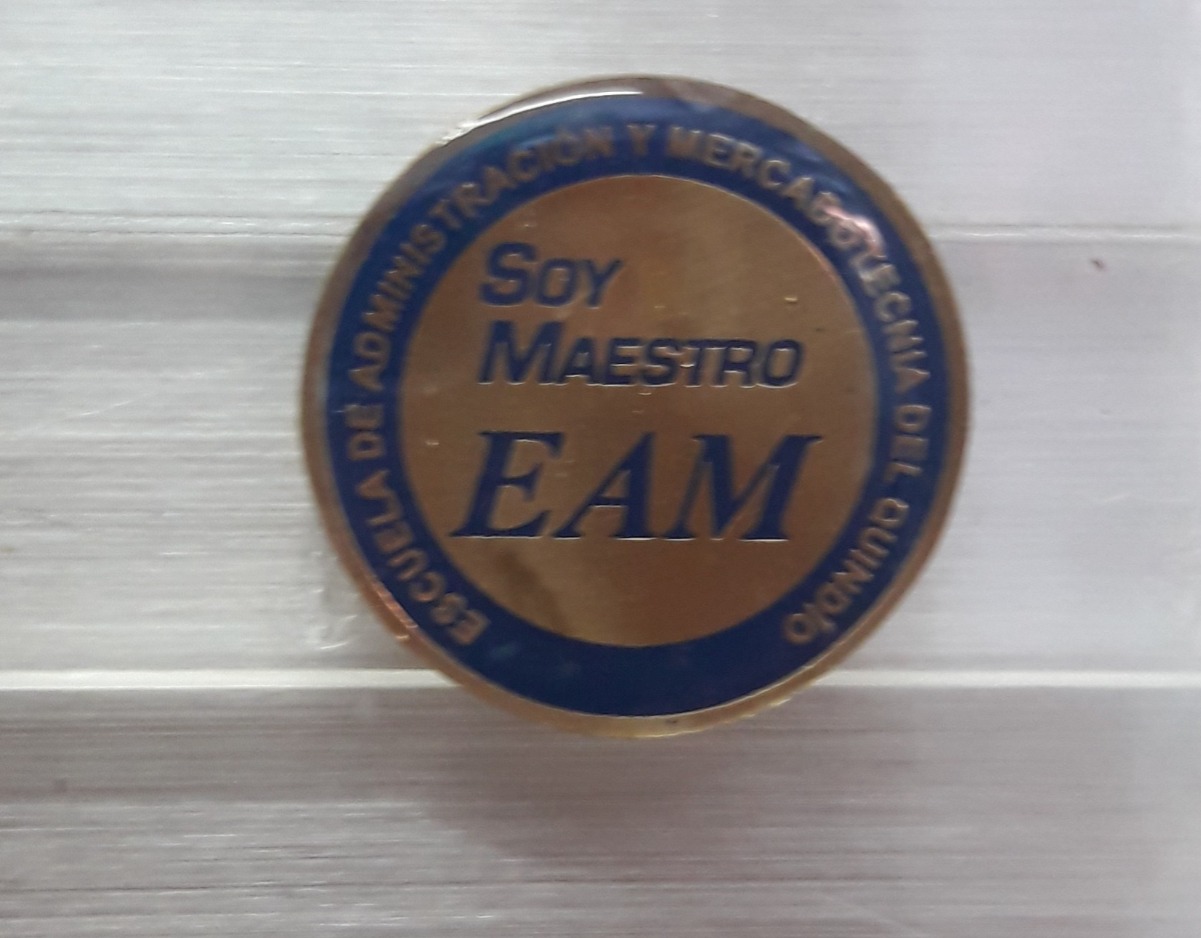 ESCUELA DE ADMINISTRACIÓN Y MERCADOTECNIA DEL QUINDÍO
SOY
MAESTRO
EAM